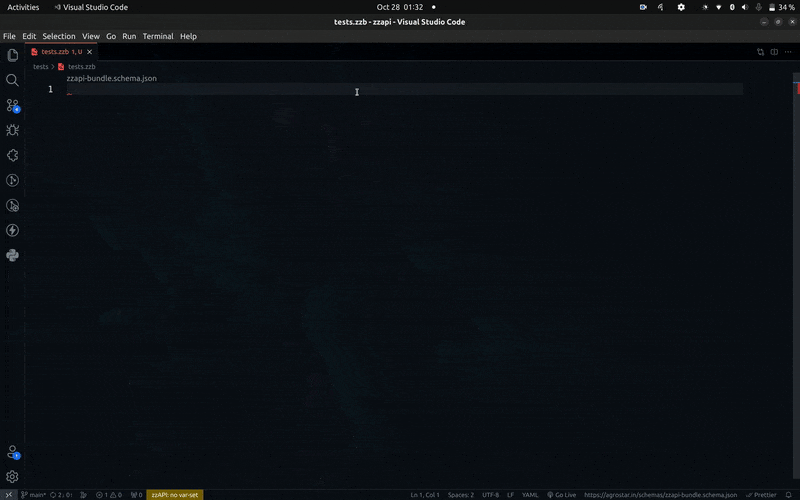 Activities
Visual Studio Code
Oct 28 01:32
34 %
tests.zzb - zzapi - Visual Studio Code
File Edit Selection View Go Run Terminal Help
tests.zzb 1, U
tests > tests.zzb
zzapi-bundle.schema.json
1
main*
2↓ 0↑
1 0
0
zzAPI: no var-set
Ln 1, Col 1
Spaces: 2
UTF-8
LF
YAML
Go Live
https://agrostar.in/schemas/zzapi-bundle.schema.json
Prettier